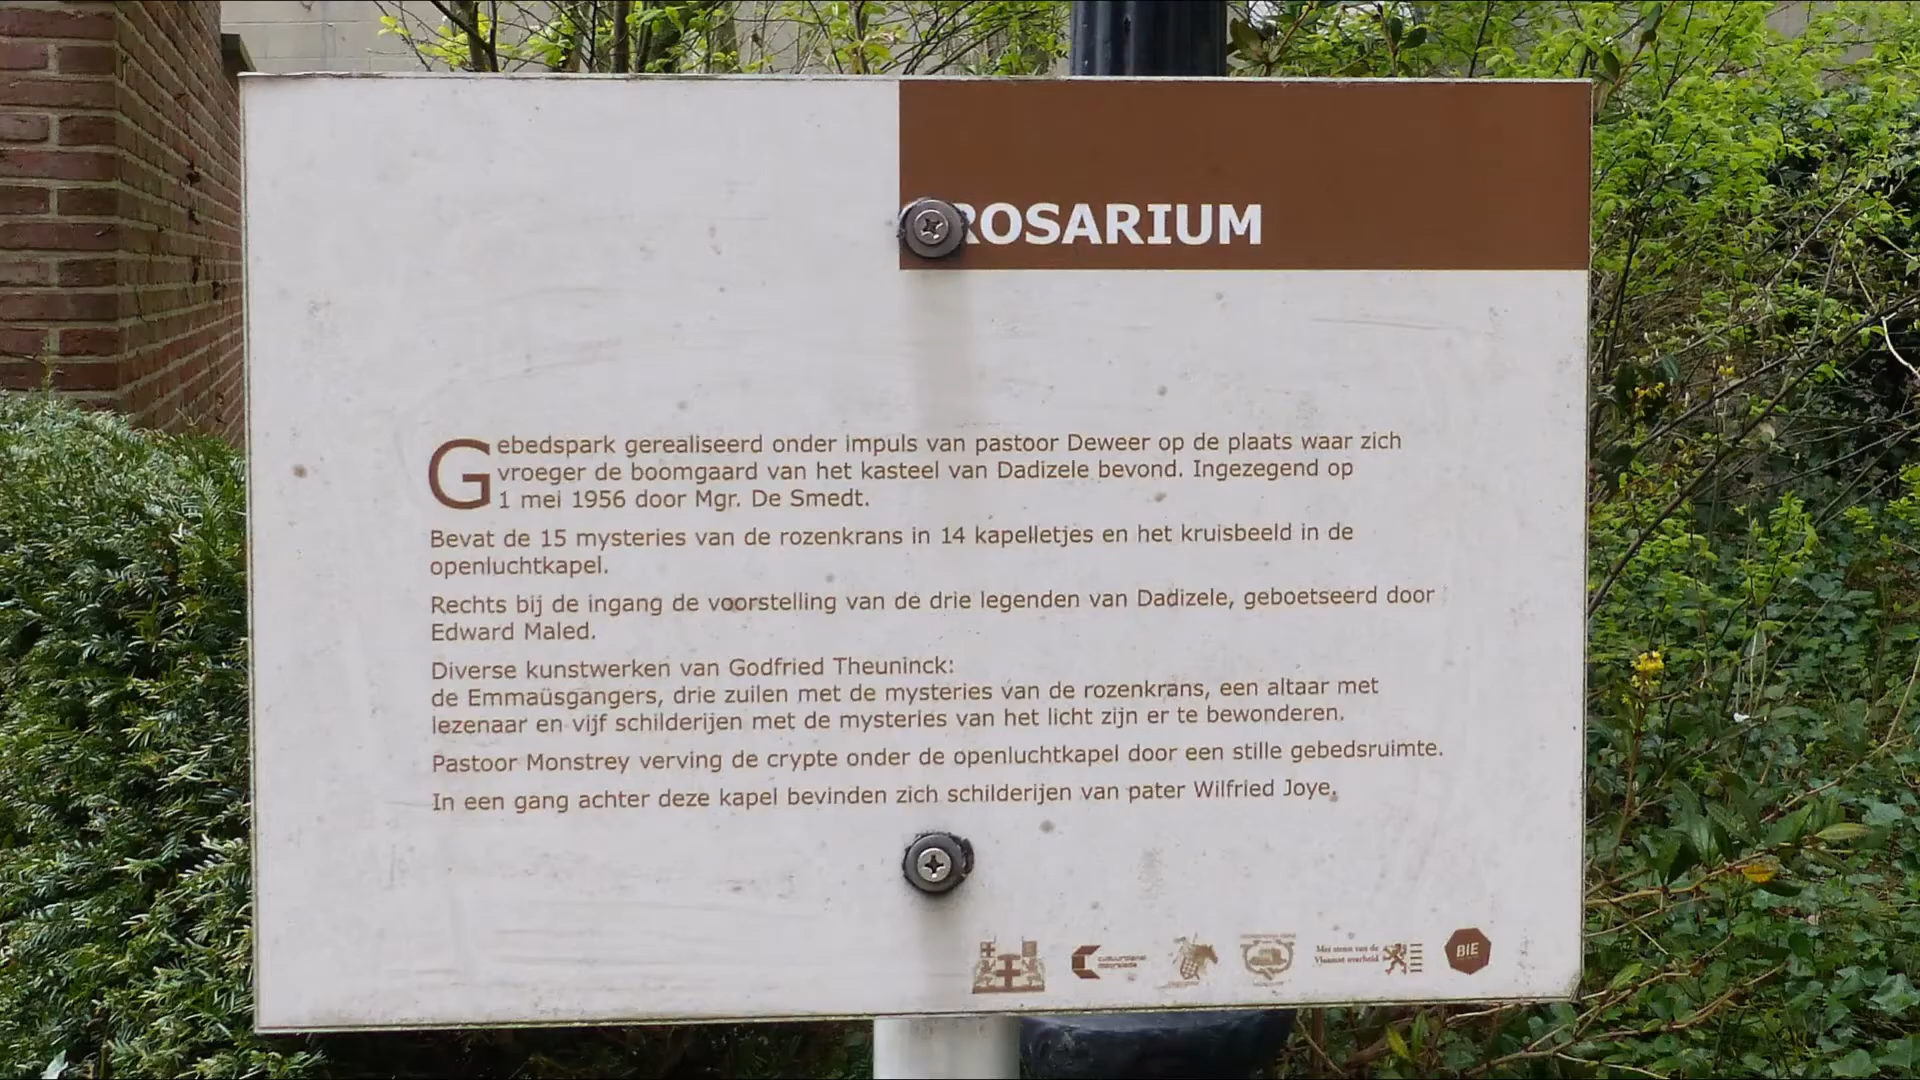 ROSARIUM
Gebedspark gerealiseerd onder impuls van pastoor Deweer op de plaats waar zich
vroeger de boomgaard van het kasteel van Dadizele bevond. Ingezegend op
1 mei 1956 door Mgr. De Smedt.
Bevat de 15 mysteries van de rozenkrans in 14 kapelletjes en het kruisbeeld in de
openluchtkapel.
Rechts bij de ingang de voorstelling van de drie legenden van Dadizele, geboetseerd door
Edward Maled.
Diverse kunstwerken van Godfried Theuninck:
de Emmaüsgangers, drie zuilen met de mysteries van de rozenkrans, een altaar met
lezenaar en vijf schilderijen met de mysteries van het licht zijn er te bewonderen.
Pastoor Monstrey verving de crypte onder de openluchtkapel door een stille gebedsruimte.
In een gang achter deze kapel bevinden zich schilderijen van pater Wilfried Joye.
Met steun van de
Vlaamse overheid
BIE